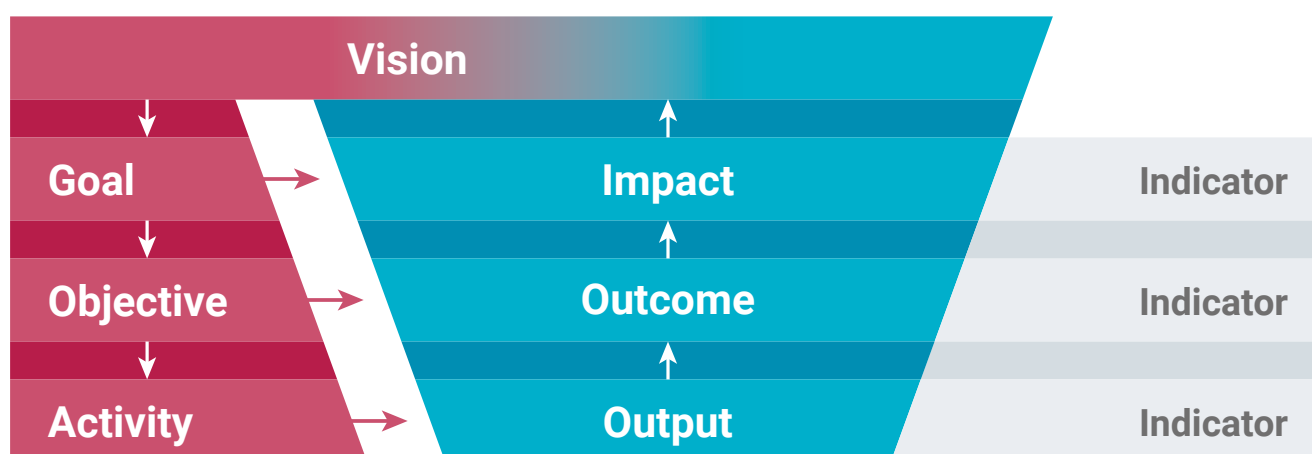 Vision
Goal
Impact
Indicator
Objective
Outcome
Indicator
Activity
Output
Indicator